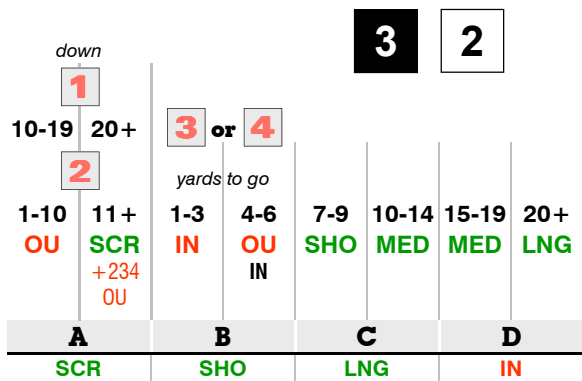 3 2
down
1
10-19 20+ 3 or 4
2 yards to go
1-10 11+ 1-3 4-6 7-9 10-14 15-19 20+
OU SCR IN OU SHO MED MED LNG
+234 IN
OU
A B C D
SCR SHO LNG IN